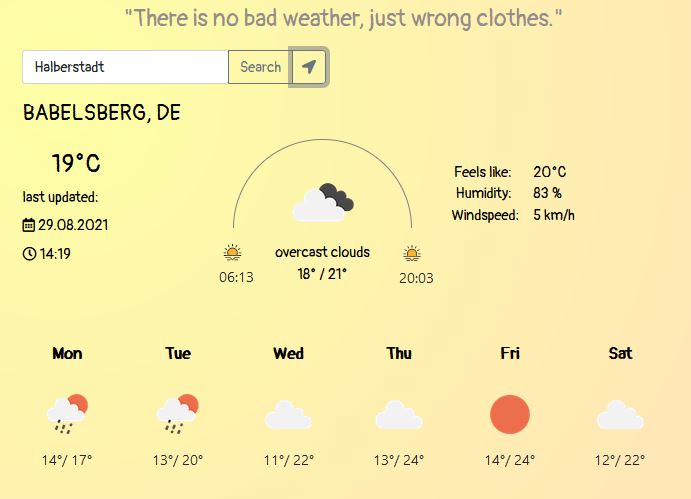 "There is no bad weather, just wrong clothes."
Halberstadt Search
BABELSBERG, DE
19°C
last updated:
29.08.2021
14:19
06:13
overcast clouds
18° / 21°
20:03
Feels like: 20°C
Humidity: 83 %
Windspeed: 5 km/h
Mon Tue Wed Thu Fri Sat
14°/ 17° 13°/ 20° 11°/ 22° 13°/ 24° 14°/ 24° 12°/ 22°